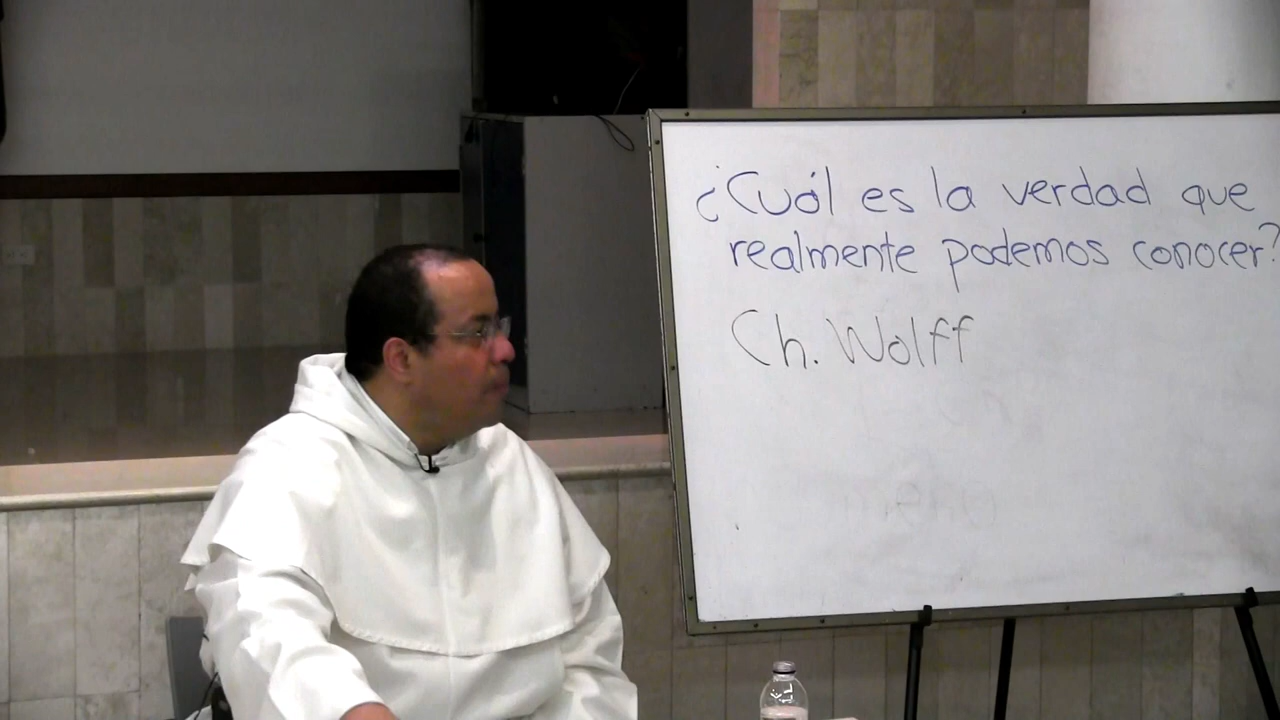 ¿Cuál es la verdad que
realmente podemos conocer?
Ch. Wolff